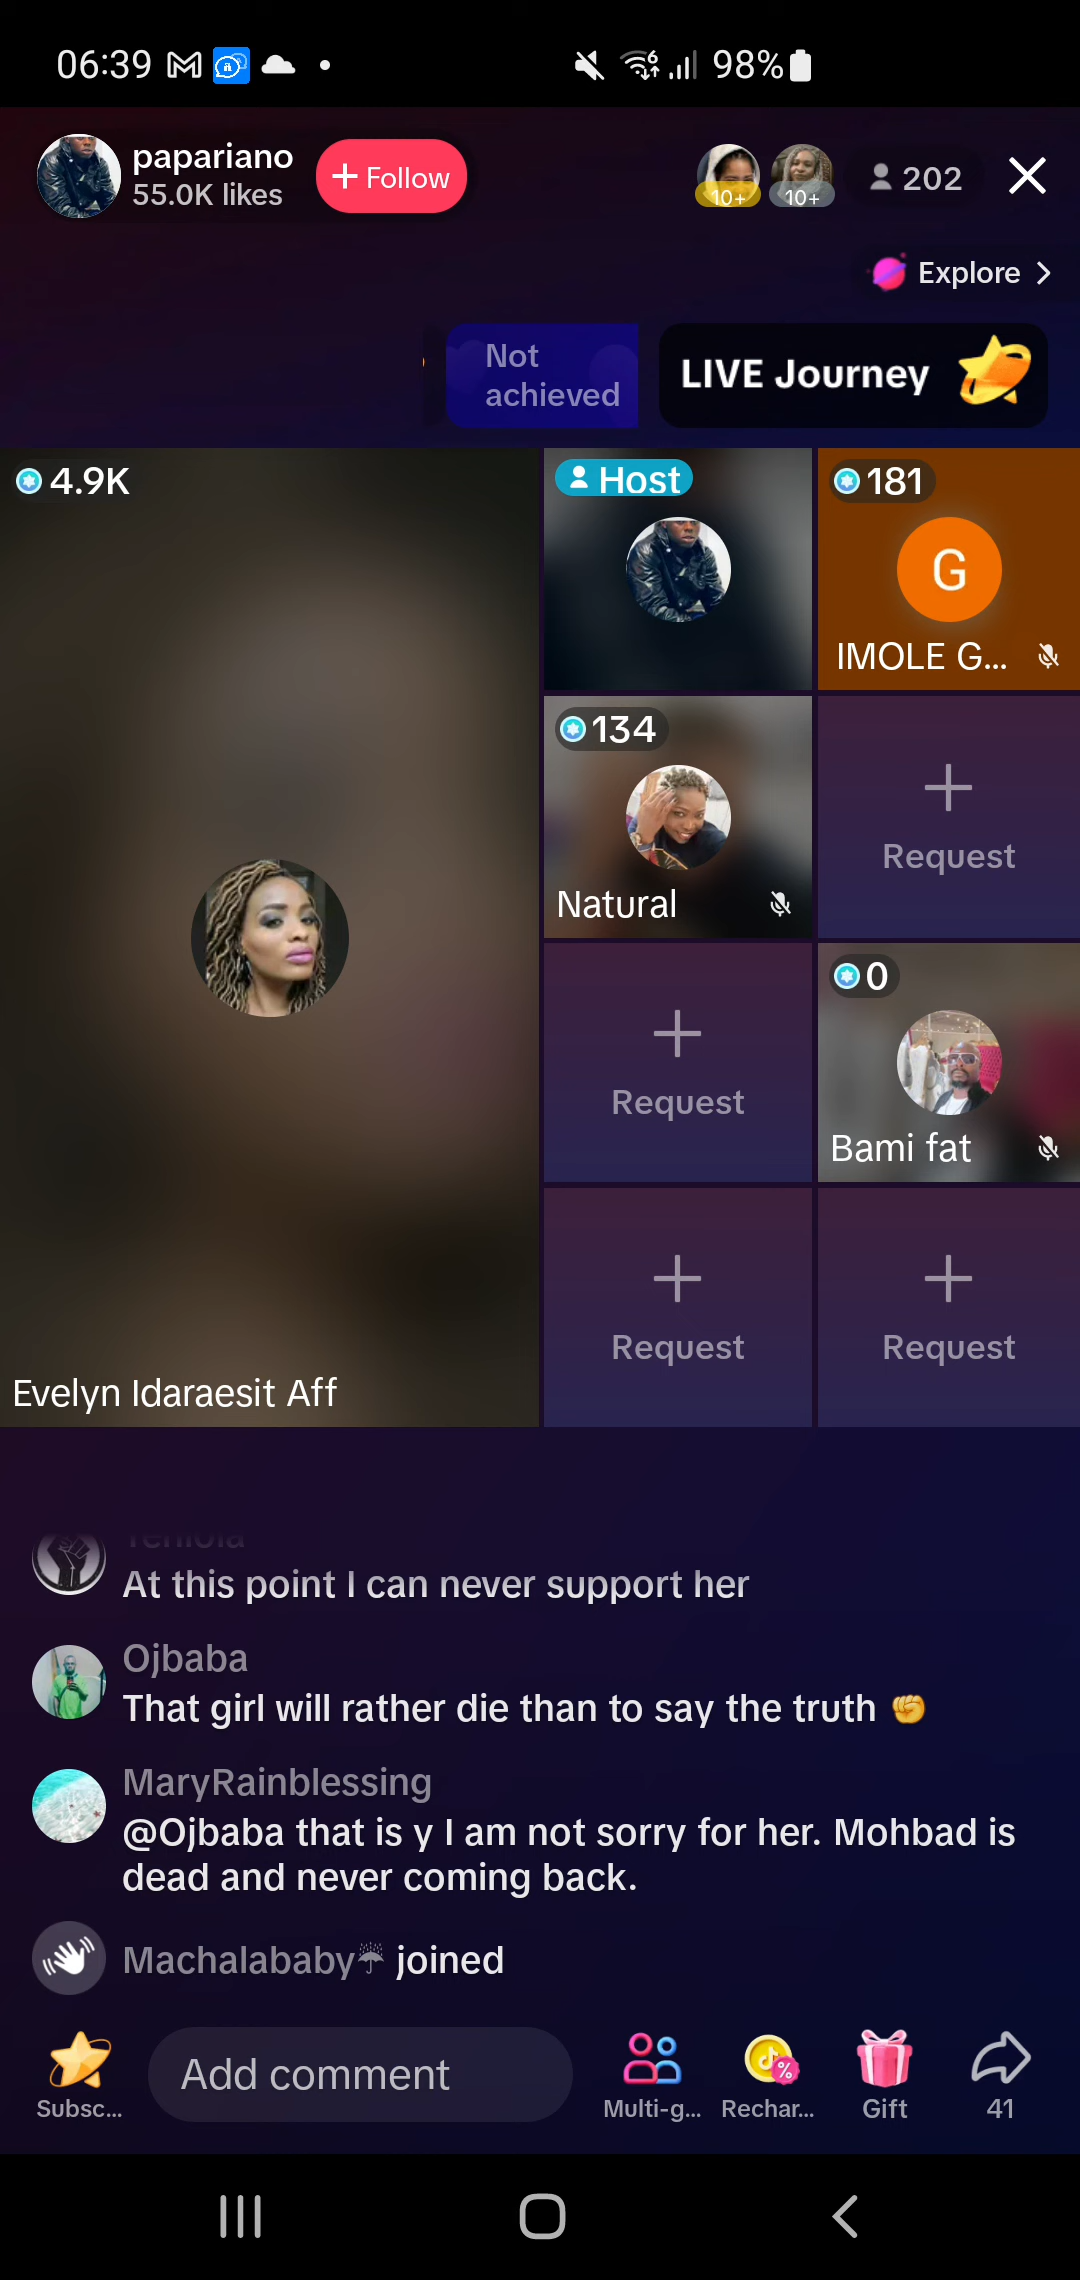 06:39
98%
papariano
55.0K likes
+ Follow
10+
10+
202
Explore
Not
achieved
LIVE Journey
4.9K
Host
181
G
IMOLE G...
134
Natural
Request
Request
0
Bami fat
Request
Request
Evelyn Idaraesit Aff
At this point I can never support her
Ojbaba
That girl will rather die than to say the truth ✊
MaryRainblessing
@Ojbaba that is y I am not sorry for her. Mohbad is
dead and never coming back.
Machalababy☔ joined
Add comment
Subsc...
Multi-g...
Rechar...
Gift
41